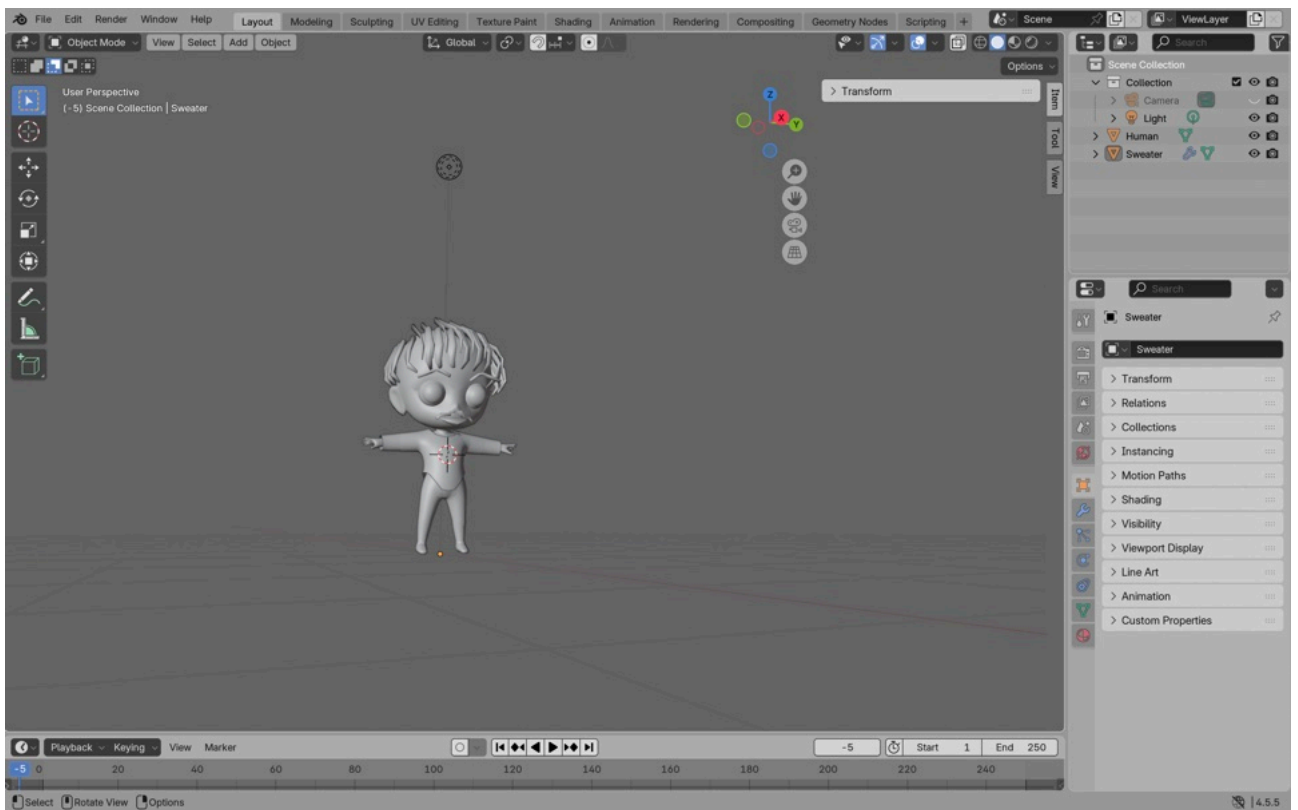 File Edit Render Window Help Layout Modeling Sculpting UV Editing Texture Paint Shading Animation Rendering Compositing Geometry Nodes Scripting + Scene ViewLayer
Object Mode View Select Add Object Global Search
Options
User Perspective
(-5) Scene Collection | Sweater
Transform
Item
Tool
View
Z
X
Y
Scene Collection
Collection
Camera
Light
Human
Sweater
Search
Sweater
Sweater
Transform
Relations
Collections
Instancing
Motion Paths
Shading
Visibility
Viewport Display
Line Art
Animation
Custom Properties
Playback Keying View Marker -5 Start 1 End 250
-5 0 20 40 60 80 100 120 140 160 180 200 220 240
Select Rotate View Options 4.5.5